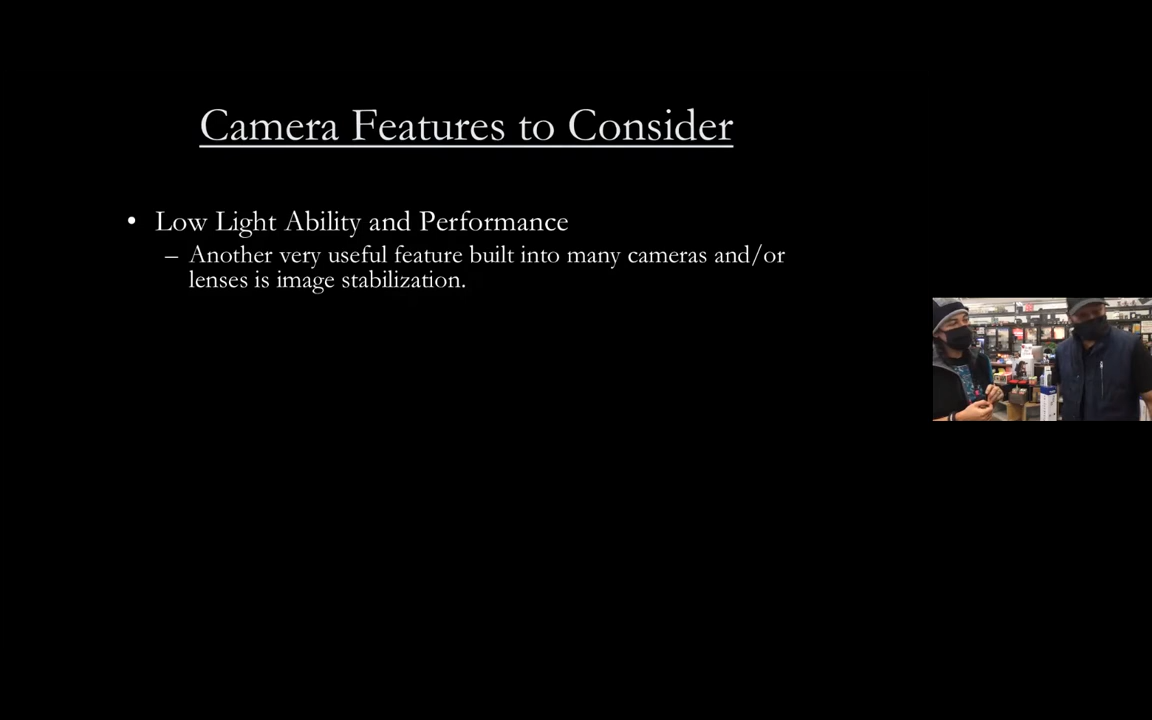 Camera Features to Consider
• Low Light Ability and Performance
– Another very useful feature built into many cameras and/or
lenses is image stabilization.